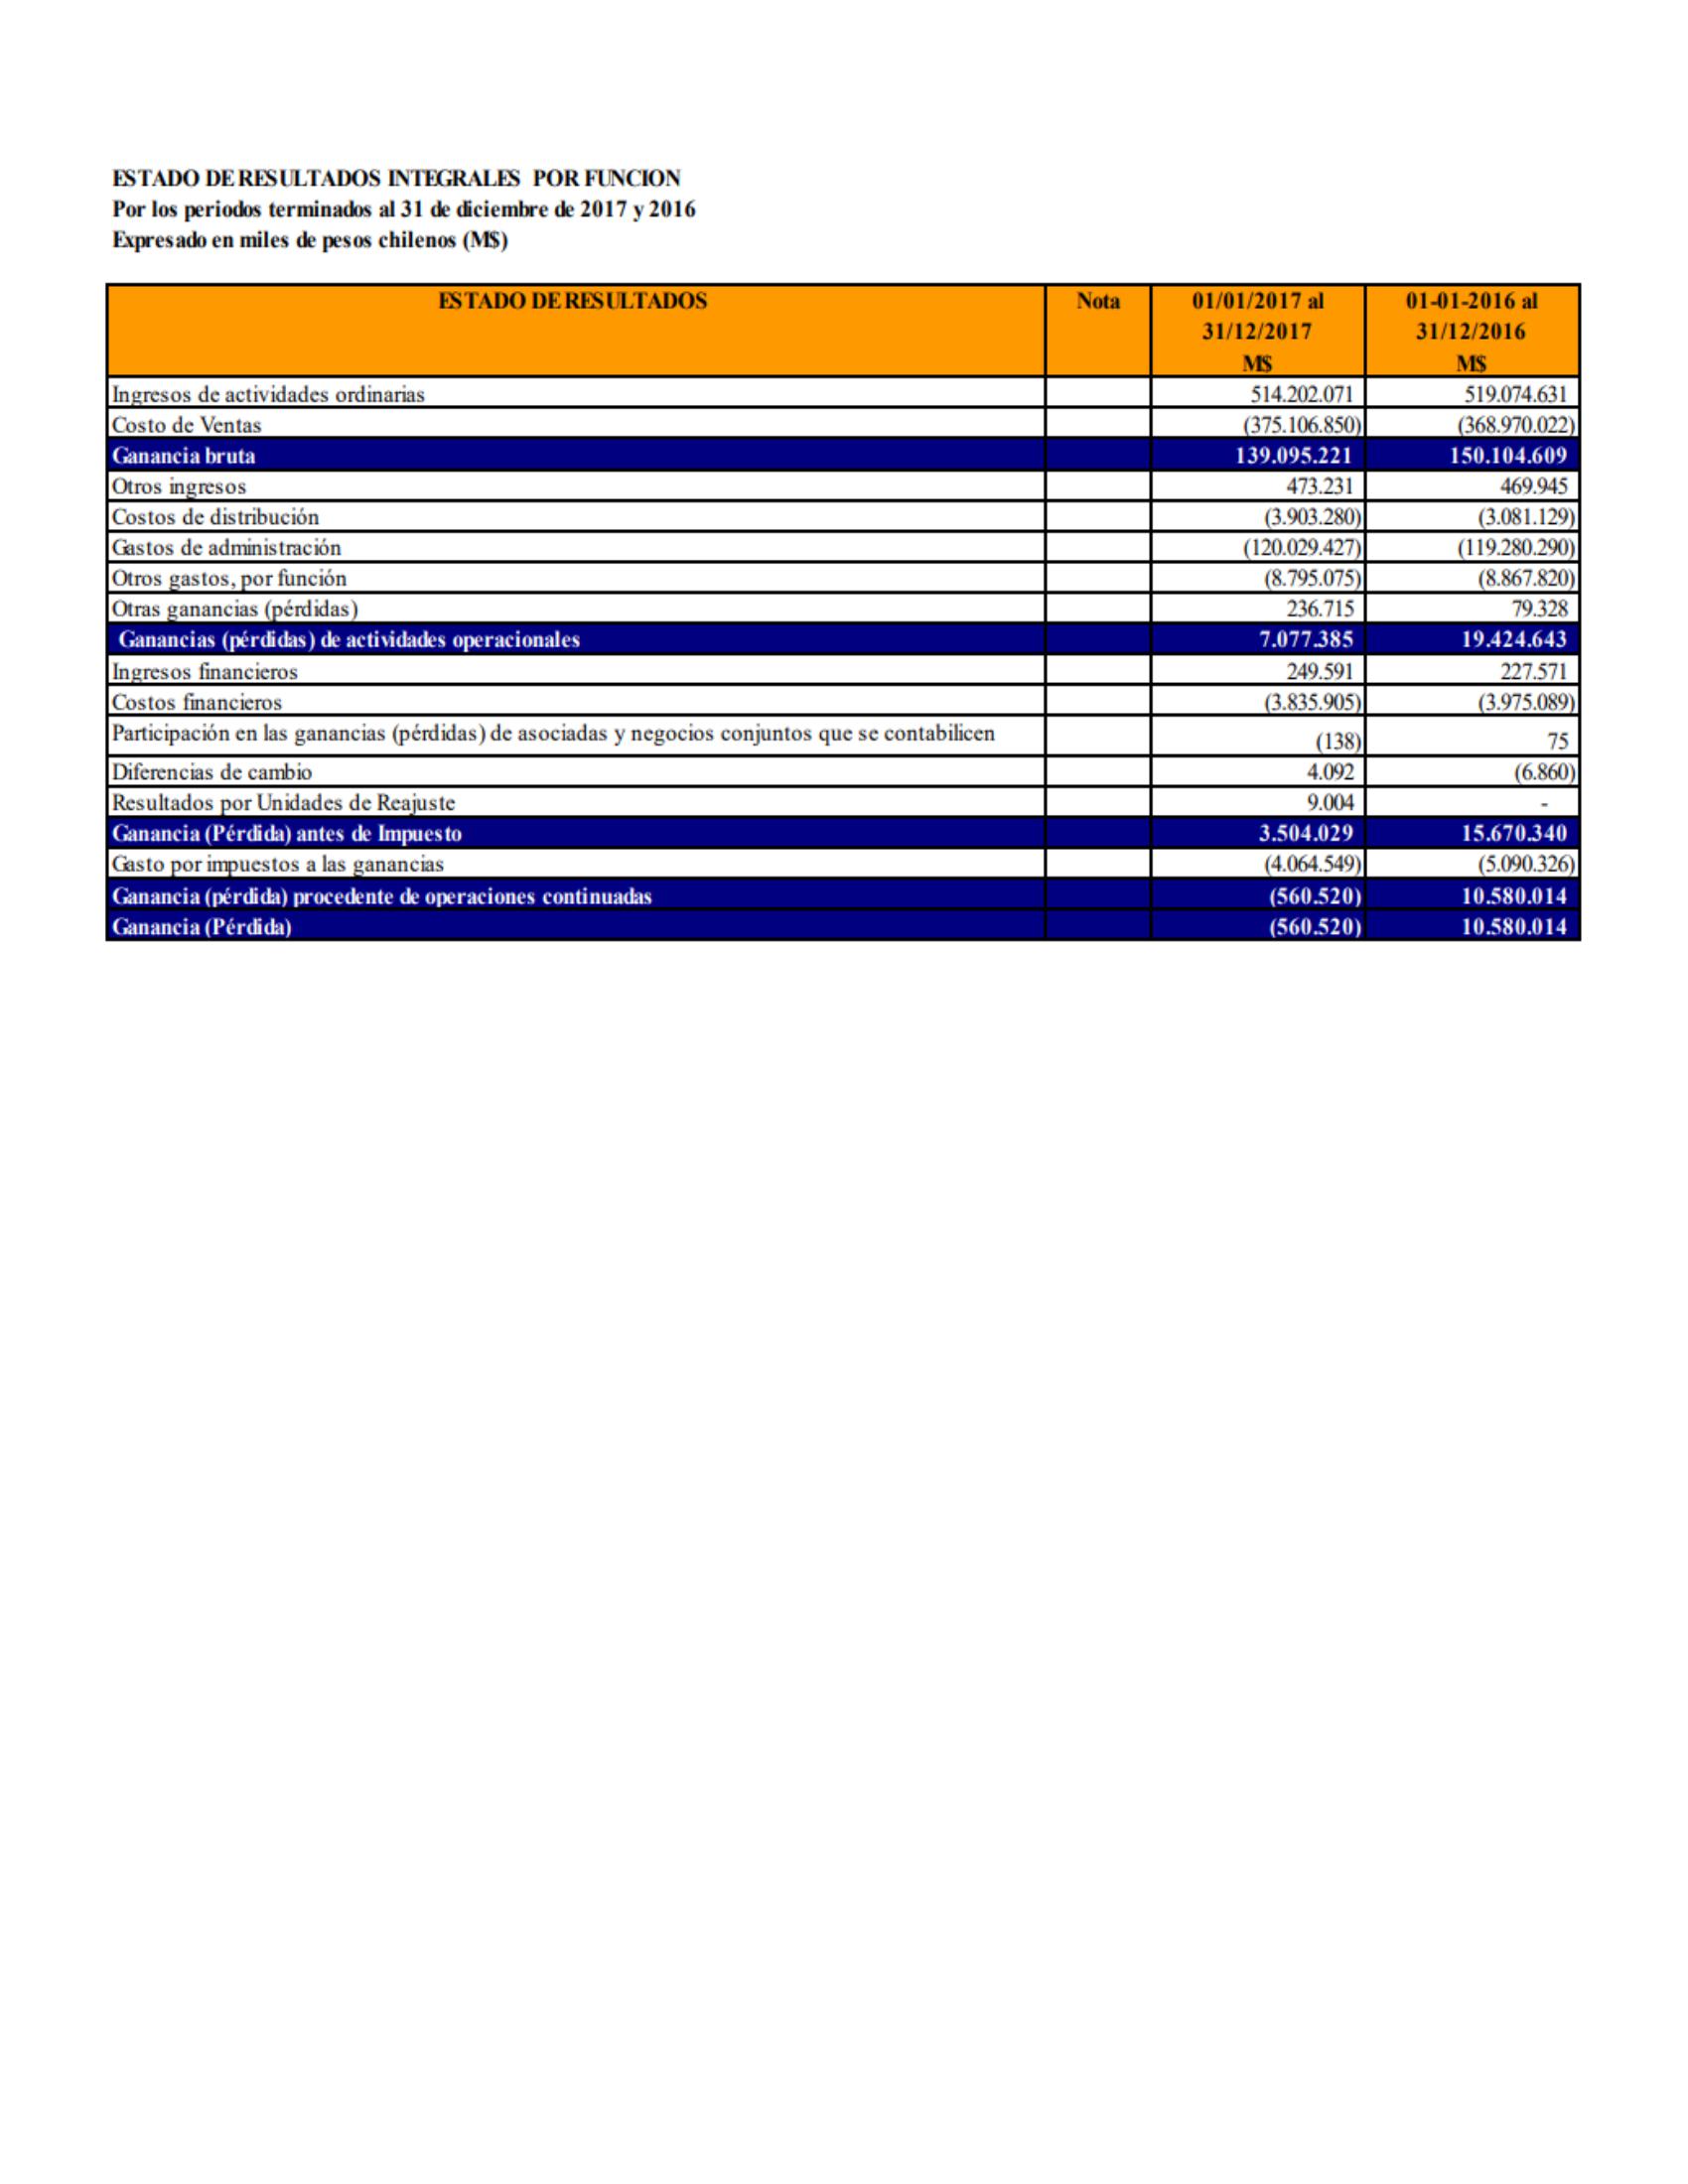 ESTADO DE RESULTADOS INTEGRALES POR FUNCION
Por los periodos terminados al 31 de diciembre de 2017 y 2016
Expresado en miles de pesos chilenos (M$)
ESTADO DE RESULTADOS Nota 01/01/2017 al 01-01-2016 al
31/12/2017 31/12/2016
M$ M$
Ingresos de actividades ordinarias 514.202.071 519.074.631
Costo de Ventas (375.106.850) (368.970.022)
Ganancia bruta 139.095.221 150.104.609
Otros ingresos 473.231 469.945
Costos de distribución (3.903.280) (3.081.129)
Gastos de administración (120.029.427) (119.280.290)
Otros gastos, por función (8.795.075) (8.867.820)
Otras ganancias (pérdidas) 236.715 79.328
Ganancias (pérdidas) de actividades operacionales 7.077.385 19.424.643
Ingresos financieros 249.591 227.571
Costos financieros (3.835.905) (3.975.089)
Participación en las ganancias (pérdidas) de asociadas y negocios conjuntos que se contabilicen (138) 75
Diferencias de cambio 4.092 (6.860)
Resultados por Unidades de Reajuste 9.004 -
Ganancia (Pérdida) antes de Impuesto 3.504.029 15.670.340
Gasto por impuestos a las ganancias (4.064.549) (5.090.326)
Ganancia (pérdida) procedente de operaciones continuadas (560.520) 10.580.014
Ganancia (Pérdida) (560.520) 10.580.014